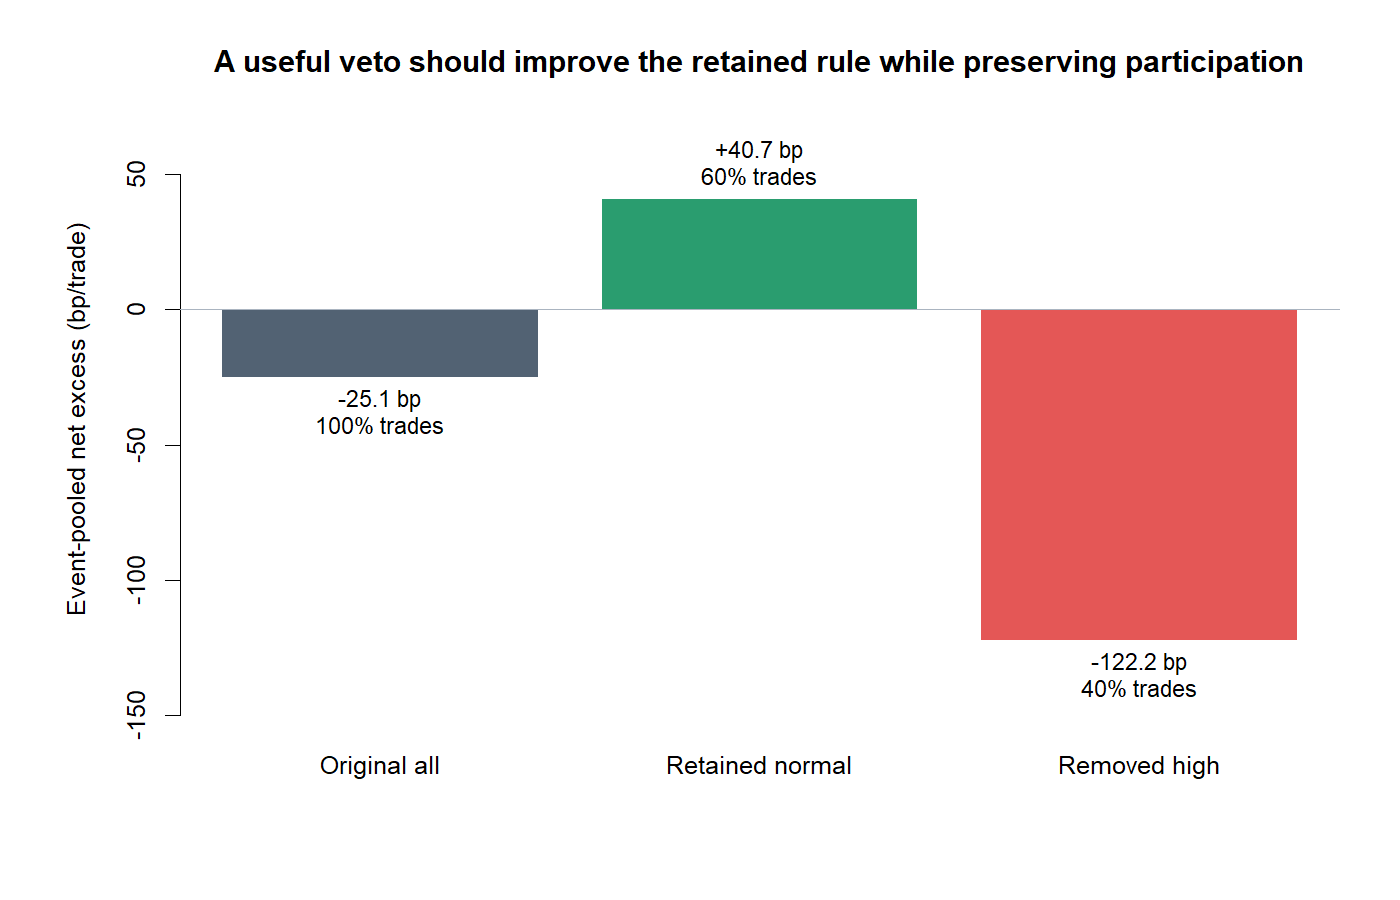 A useful veto should improve the retained rule while preserving participation
Event-pooled net excess (bp/trade)
50
0
-50
-100
-150
+40.7 bp
60% trades
-25.1 bp
100% trades
-122.2 bp
40% trades
Original all
Retained normal
Removed high